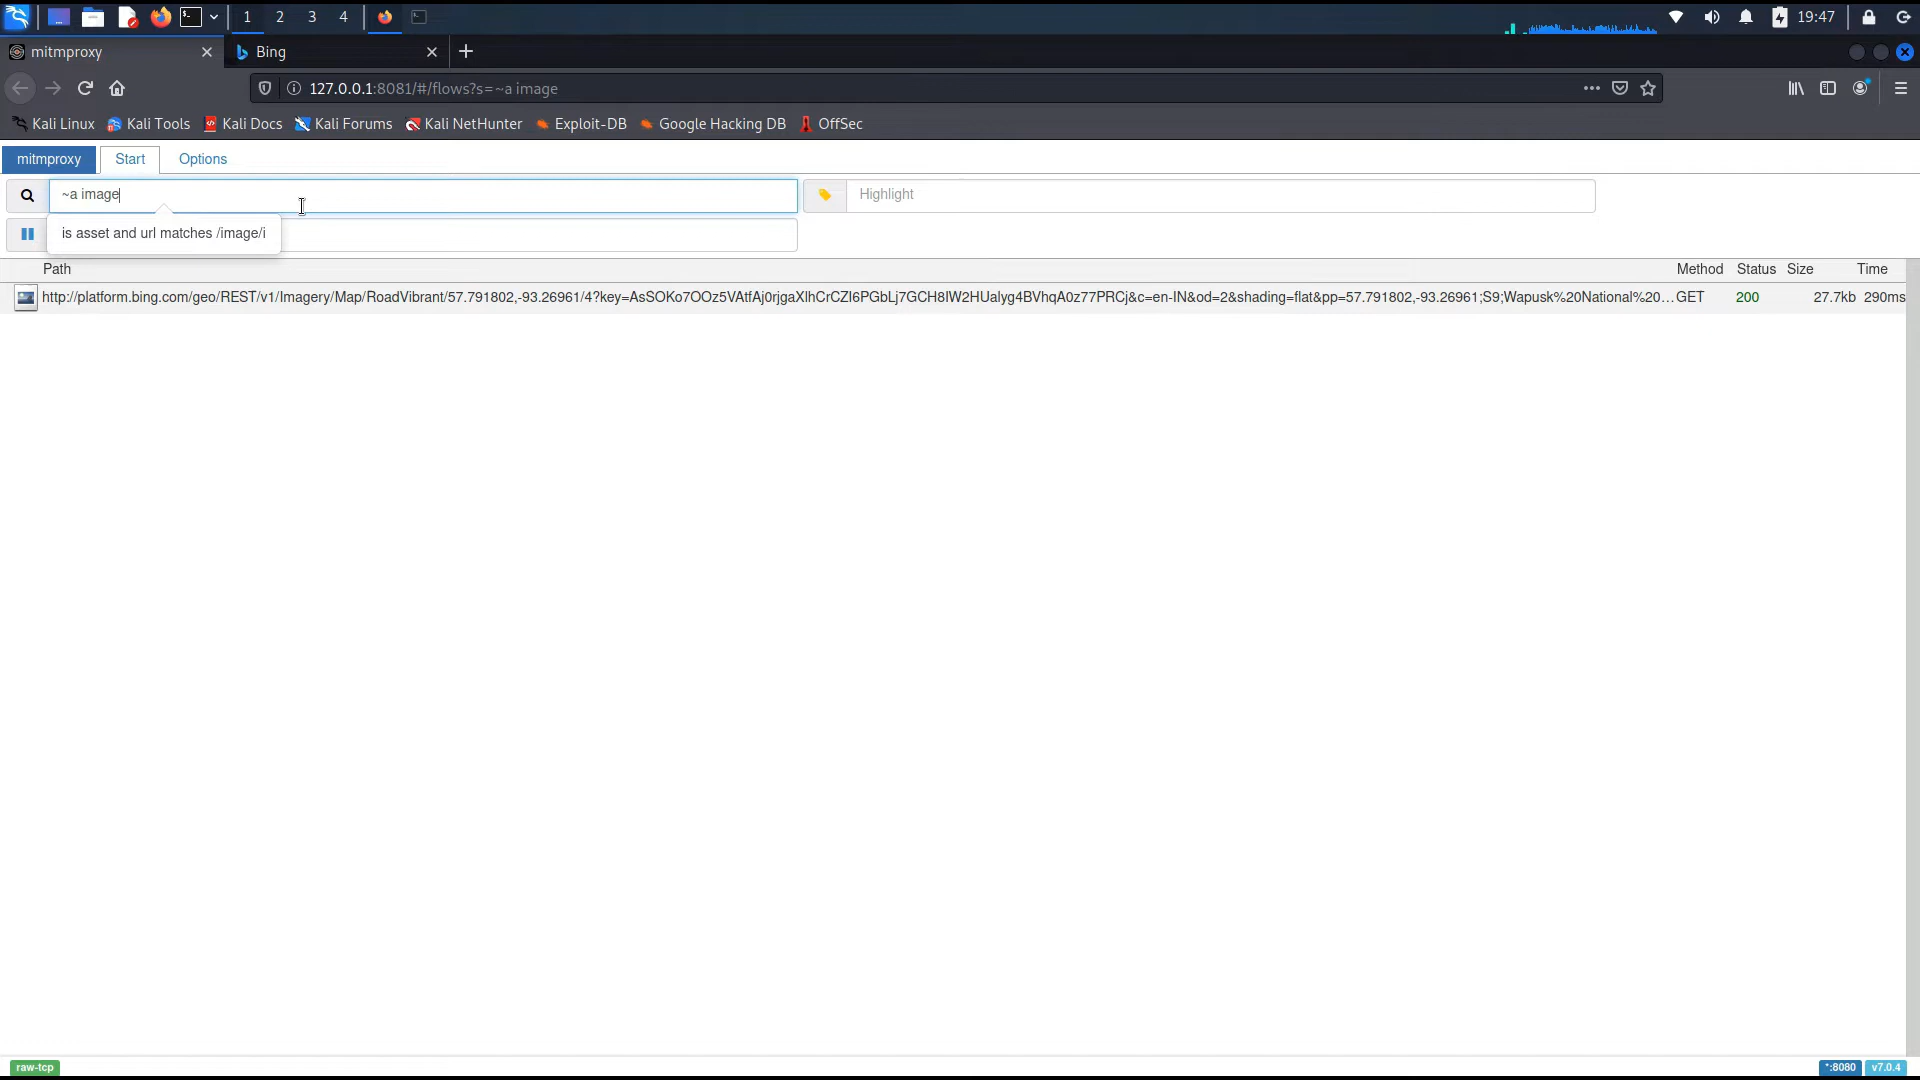 1 2 3 4 19:47
mitmproxy Bing
127.0.0.1:8081/#/flows?s=~a image
Kali Linux Kali Tools Kali Docs Kali Forums Kali NetHunter Exploit-DB Google Hacking DB OffSec
mitmproxy Start Options
~a image Highlight
is asset and url matches /image/i
Path Method Status Size Time
http://platform.bing.com/geo/REST/v1/Imagery/Map/RoadVibrant/57.791802,-93.26961/4?key=AsSOKo7OOz5VAtfAj0rjgaXlhCrCZI6PGbLj7GCH8IW2HUalyg4BVhqA0z77PRCj&c=en-IN&od=2&shading=flat&pp=57.791802,-93.26961;S9;Wapusk%20National%20... GET 200 27.7kb 290ms
raw-tcp *:8080 v7.0.4